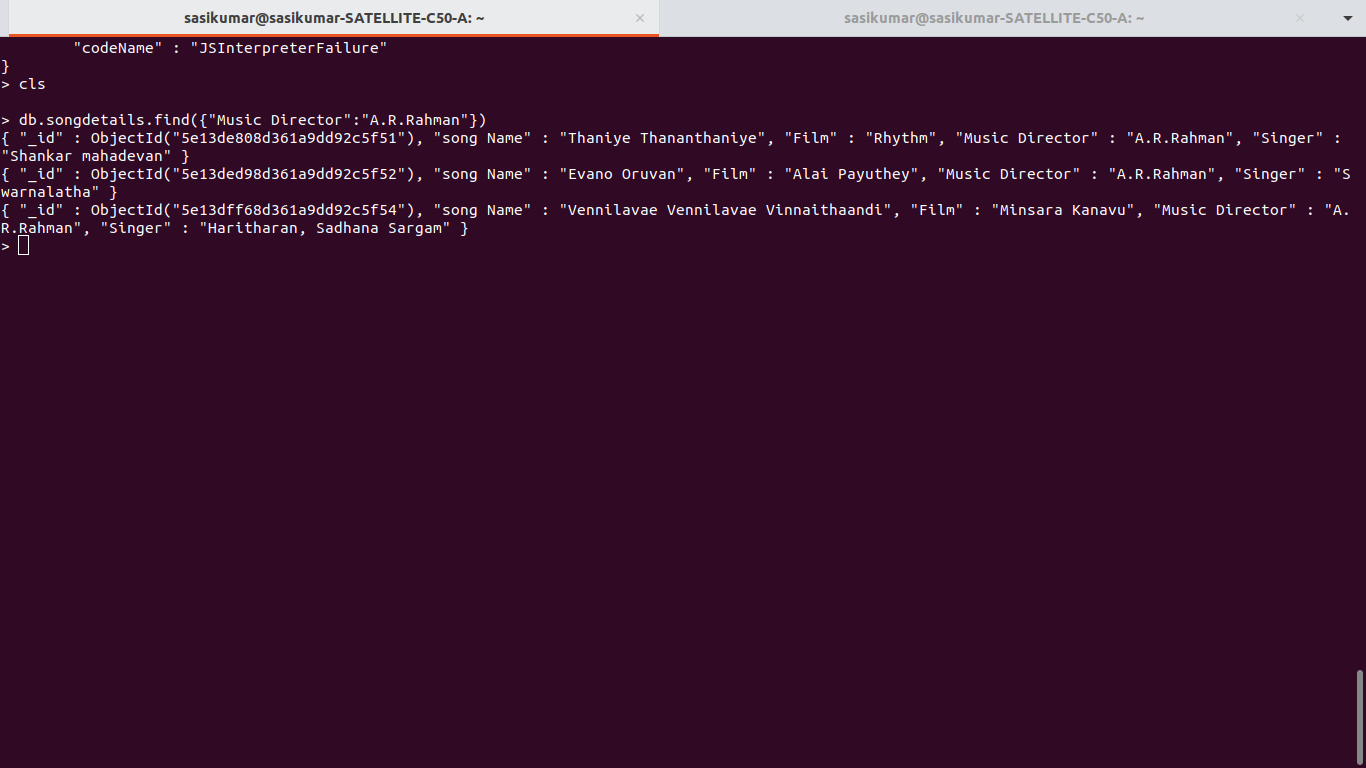 sasikumar@sasikumar-SATELLITE-C50-A: ~ × sasikumar@sasikumar-SATELLITE-C50-A: ~ ×
"codeName" : "JSInterpreterFailure"
}
> cls
> db.songdetails.find({"Music Director":"A.R.Rahman"})
{ "_id" : ObjectId("5e13de808d361a9dd92c5f51"), "song Name" : "Thaniye Thananthaniye", "Film" : "Rhythm", "Music Director" : "A.R.Rahman", "Singer" :
"Shankar mahadevan" }
{ "_id" : ObjectId("5e13ded98d361a9dd92c5f52"), "song Name" : "Evano Oruvan", "Film" : "Alai Payuthey", "Music Director" : "A.R.Rahman", "Singer" : "S
warnalatha" }
{ "_id" : ObjectId("5e13dff68d361a9dd92c5f54"), "song Name" : "Vennilavae Vennilavae Vinnaithaandi", "Film" : "Minsara Kanavu", "Music Director" : "A.
R.Rahman", "Singer" : "Haritharan, Sadhana Sargam" }
>